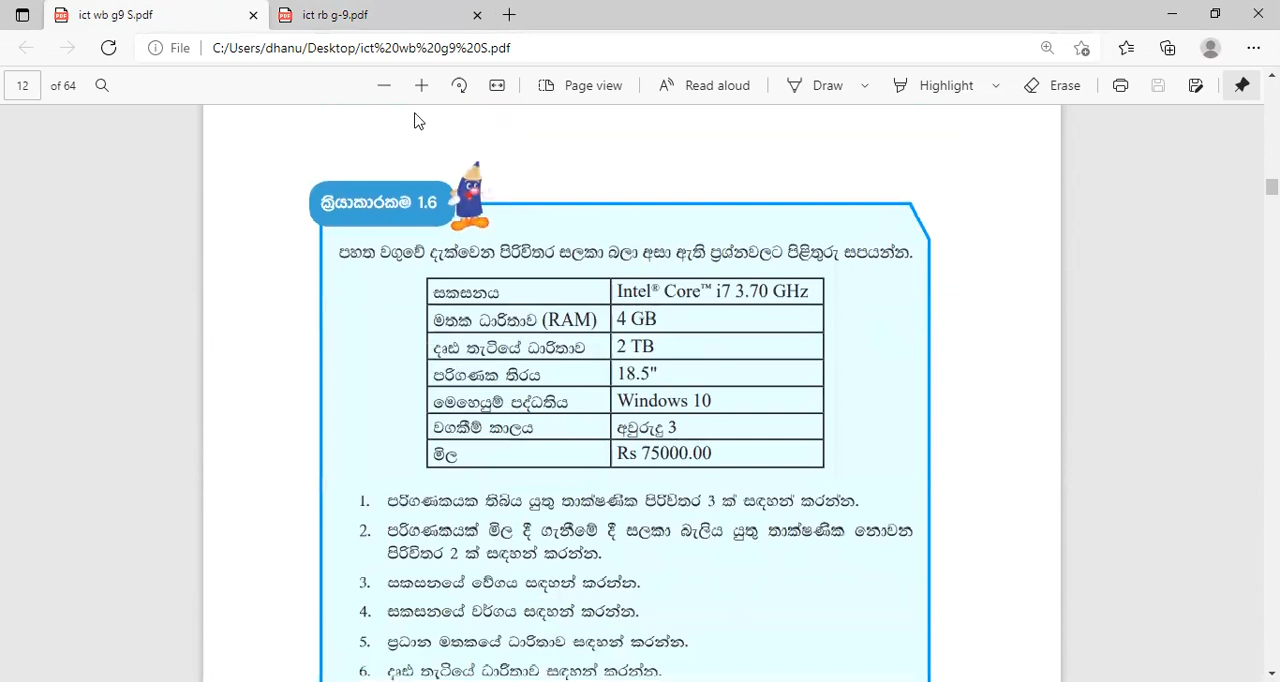 ict wb g9 S.pdf
ict rb g-9.pdf
File
C:/Users/dhanu/Desktop/ict%20wb%20g9%20S.pdf
12 of 64
Page view
Read aloud
Draw
Highlight
Erase
ක්‍රියාකාරකම 1.6
පහත වගුවේ දැක්වෙන පිරිවිතර සලකා බලා අසා ඇති ප්‍රශ්නවලට පිළිතුරු සපයන්න.
සකසනය Intel® Core™ i7 3.70 GHz
මතක ධාරිතාව (RAM) 4 GB
දෘඪ තැටියේ ධාරිතාව 2 TB
පරිගණක තිරය 18.5"
මෙහෙයුම් පද්ධතිය Windows 10
වගකීම් කාලය අවුරුදු 3
මිල Rs 75000.00
1. පරිගණකයක තිබිය යුතු තාක්ෂණික පිරිවිතර 3 ක් සඳහන් කරන්න.
2. පරිගණකයක් මිල දී ගැනීමේ දී සලකා බැලිය යුතු තාක්ෂණික නොවන
පිරිවිතර 2 ක් සඳහන් කරන්න.
3. සකසනයේ වේගය සඳහන් කරන්න.
4. සකසනයේ වර්ගය සඳහන් කරන්න.
5. ප්‍රධාන මතකයේ ධාරිතාව සඳහන් කරන්න.
6. දෘඪ තැටියේ ධාරිතාව සඳහන් කරන්න.